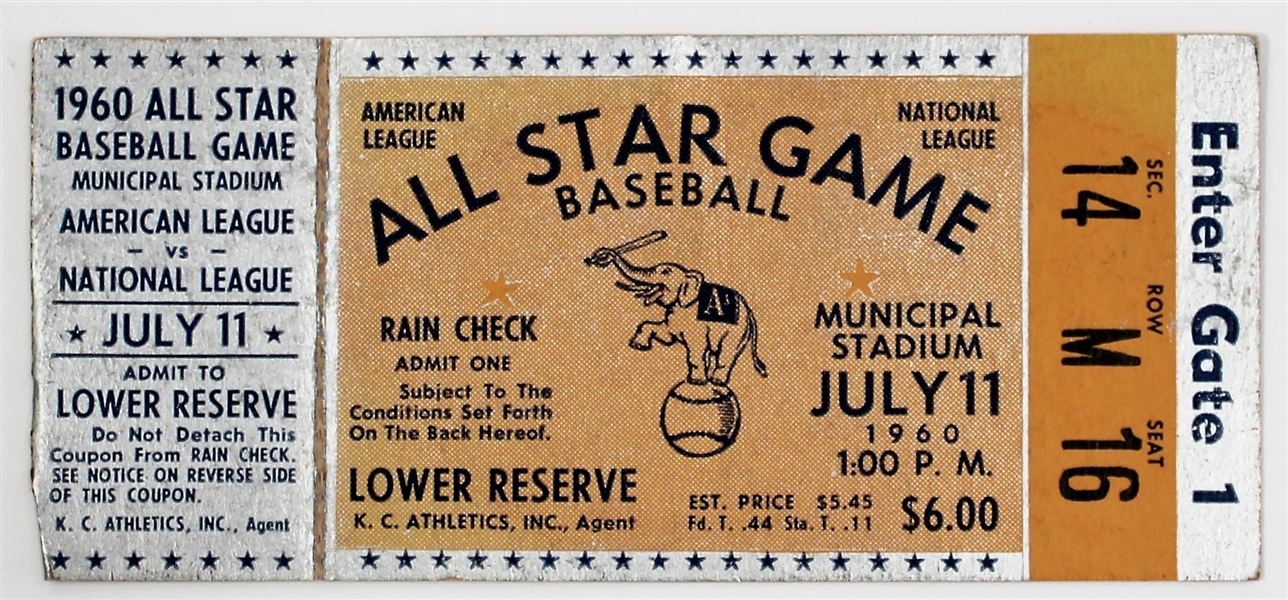 1960 ALL STAR
BASEBALL GAME
MUNICIPAL STADIUM
AMERICAN LEAGUE
- VS -
NATIONAL LEAGUE
JULY 11
ADMIT TO
LOWER RESERVE
Do Not Detach This
Coupon From RAIN CHECK.
SEE NOTICE ON REVERSE SIDE
OF THIS COUPON.
K. C. ATHLETICS, INC., Agent
AMERICAN
LEAGUE
NATIONAL
LEAGUE
ALL STAR GAME
BASEBALL
A's
RAIN CHECK
ADMIT ONE
Subject To The
Conditions Set Forth
On The Back Hereof.
LOWER RESERVE
K. C. ATHLETICS, INC., Agent
MUNICIPAL
STADIUM
JULY 11
1960
1:00 P. M.
EST. PRICE $5.45
Fd. T. .44 Sta. T. .11
$6.00
SEC. ROW SEAT
14 M 16
Enter Gate 1